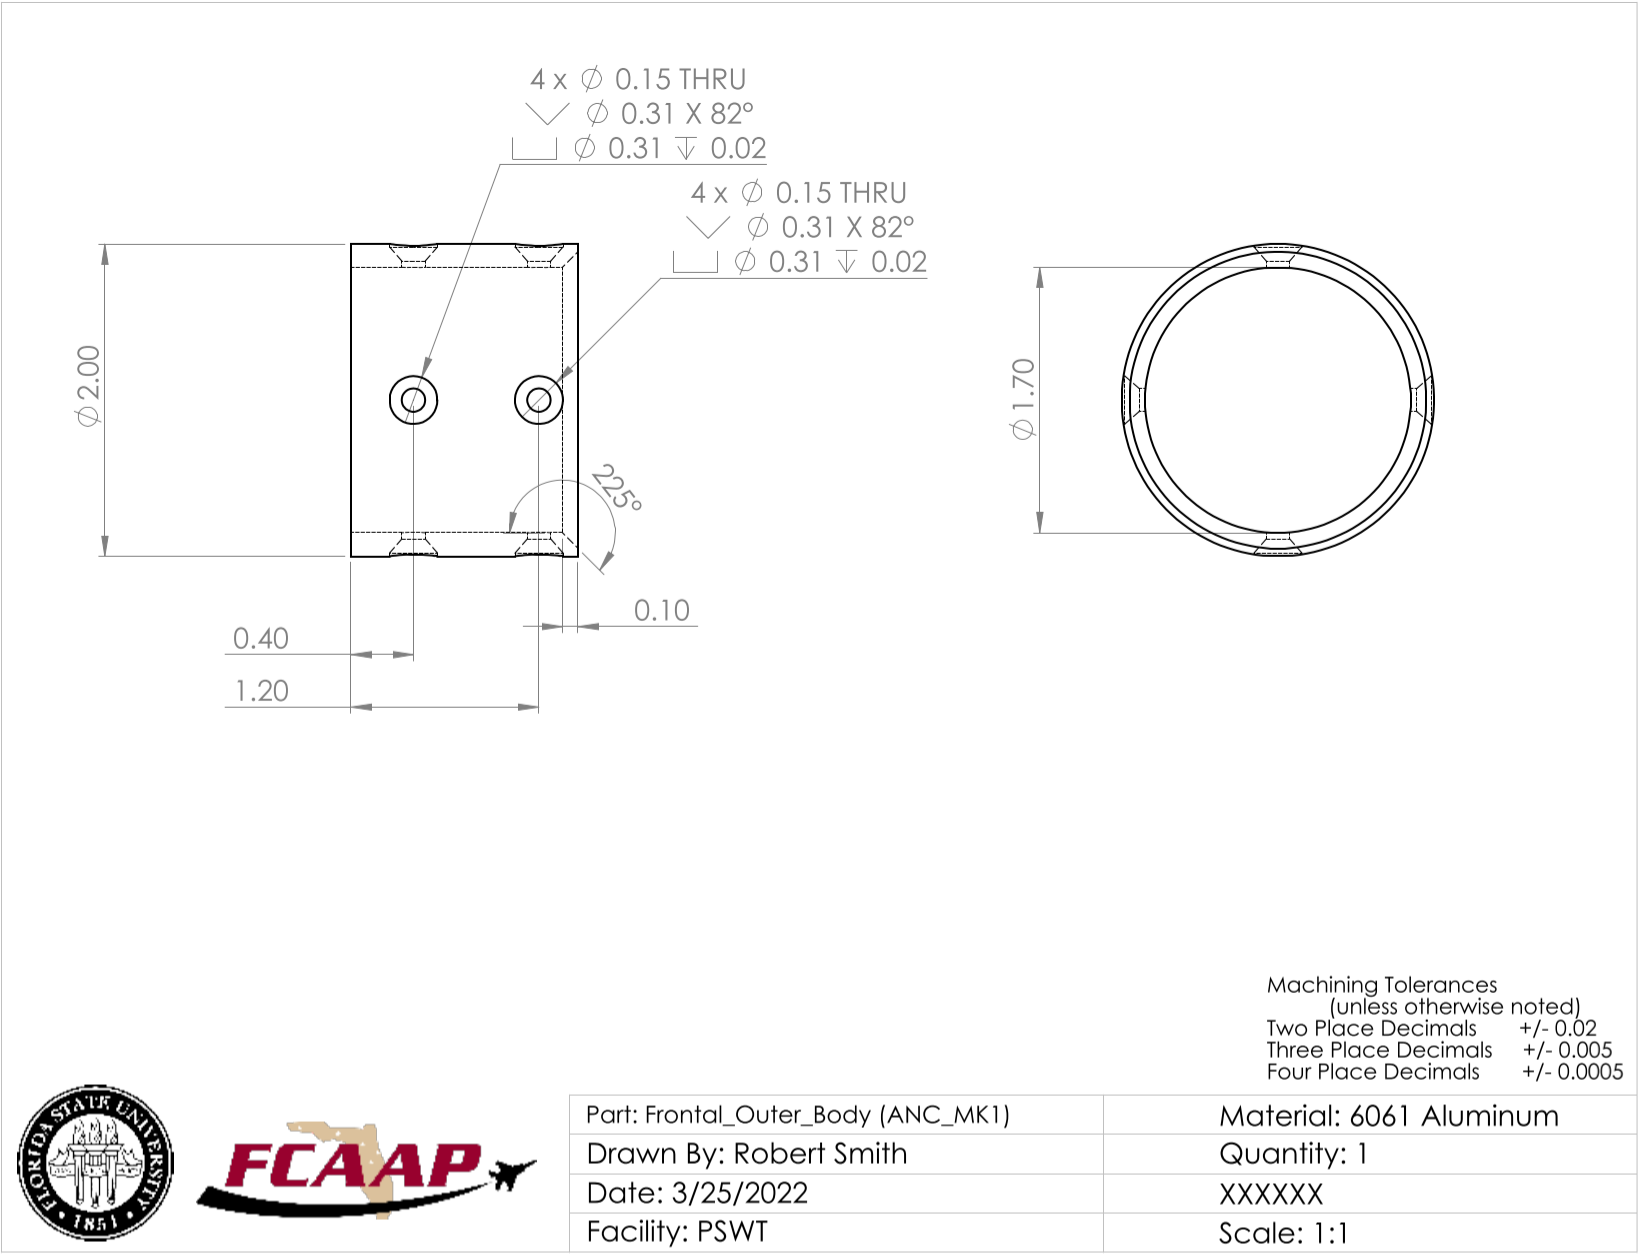 4 x ∅ 0.15 THRU
⌵ ∅ 0.31 X 82°
⌴ ∅ 0.31 ↧ 0.02
4 x ∅ 0.15 THRU
⌵ ∅ 0.31 X 82°
⌴ ∅ 0.31 ↧ 0.02
∅2.00
∅1.70
225°
0.10
0.40
1.20
Machining Tolerances
(unless otherwise noted)
Two Place Decimals +/- 0.02
Three Place Decimals +/- 0.005
Four Place Decimals +/- 0.0005
FLORIDA STATE UNIVERSITY
1851
FCAAP
Part: Frontal_Outer_Body (ANC_MK1)
Material: 6061 Aluminum
Drawn By: Robert Smith
Quantity: 1
Date: 3/25/2022
XXXXXX
Facility: PSWT
Scale: 1:1